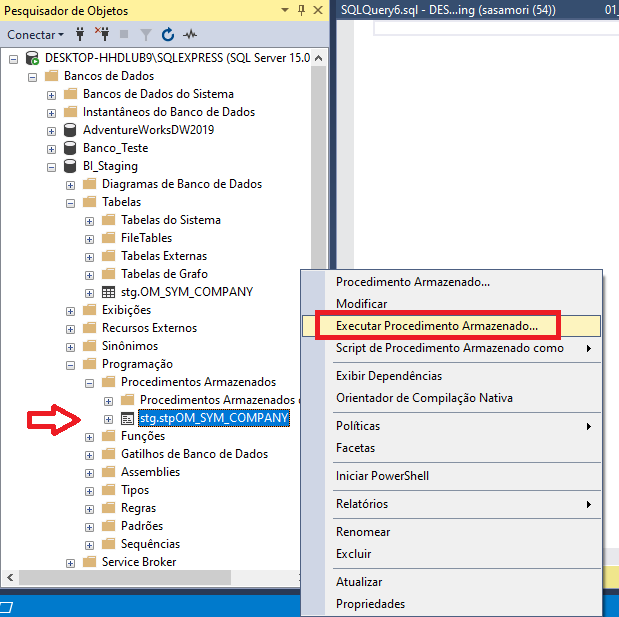 Pesquisador de Objetos
Conectar
DESKTOP-HHDLUB9\SQLEXPRESS (SQL Server 15.0
Bancos de Dados
Bancos de Dados do Sistema
Instantâneos do Banco de Dados
AdventureWorksDW2019
Banco_Teste
BI_Staging
Diagramas de Banco de Dados
Tabelas
Tabelas do Sistema
FileTables
Tabelas Externas
Tabelas de Grafo
stg.OM_SYM_COMPANY
Exibições
Recursos Externos
Sinônimos
Programação
Procedimentos Armazenados
Procedimentos Armazenados
stg.stpOM_SYM_COMPANY
Funções
Gatilhos de Banco de Dados
Assemblies
Tipos
Regras
Padrões
Sequências
Service Broker
SQLQuery6.sql - DES...ing (sasamori (54))
01_
Procedimento Armazenado...
Modificar
Executar Procedimento Armazenado...
Script de Procedimento Armazenado como
Exibir Dependências
Orientador de Compilação Nativa
Políticas
Facetas
Iniciar PowerShell
Relatórios
Renomear
Excluir
Atualizar
Propriedades